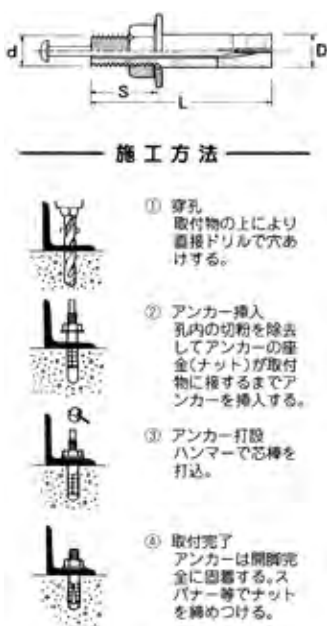 d
D
S
L
施工方法
① 穿孔
取付物の上により
直接ドリルで穴あ
けする。
② アンカー挿入
孔内の切粉を除去
してアンカーの座
金(ナット)が取付
物に接するまでア
ンカーを挿入する。
③ アンカー打設
ハンマーで芯棒を
打込。
④ 取付完了
アンカーは開脚完
全に固着する。ス
パナー等でナット
を締めつける。